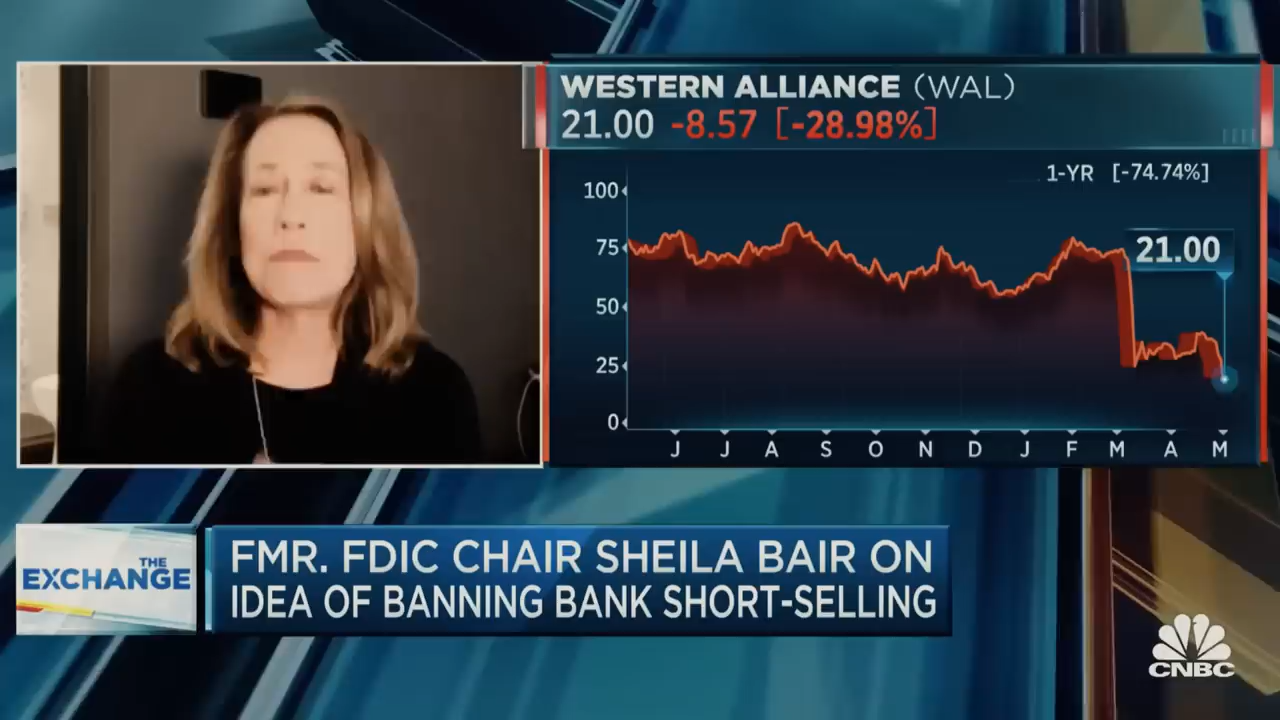 WESTERN ALLIANCE (WAL)
21.00 -8.57 [-28.98%]
1-YR [-74.74%]
100
75
50
25
0
21.00
J J A S O N D J F M A M
THE
EXCHANGE
FMR. FDIC CHAIR SHEILA BAIR ON
IDEA OF BANNING BANK SHORT-SELLING
CNBC